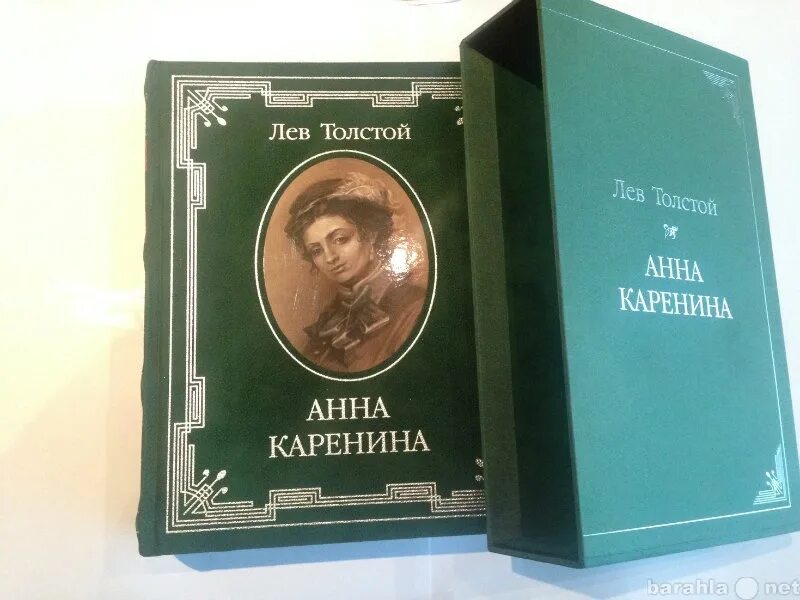 Лев Толстой
АННА
КАРЕНИНА
Лев Толстой
АННА
КАРЕНИНА
barahla net